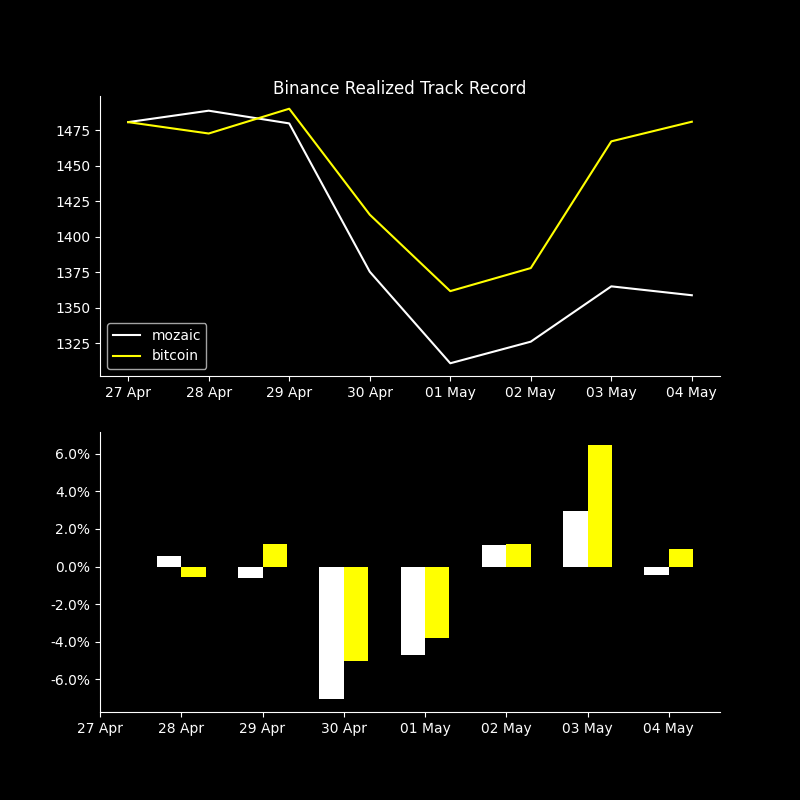 Binance Realized Track Record
1475
1450
1425
1400
1375
1350
1325
mozaic
bitcoin
27 Apr 28 Apr 29 Apr 30 Apr 01 May 02 May 03 May 04 May
6.0%
4.0%
2.0%
0.0%
-2.0%
-4.0%
-6.0%
27 Apr 28 Apr 29 Apr 30 Apr 01 May 02 May 03 May 04 May